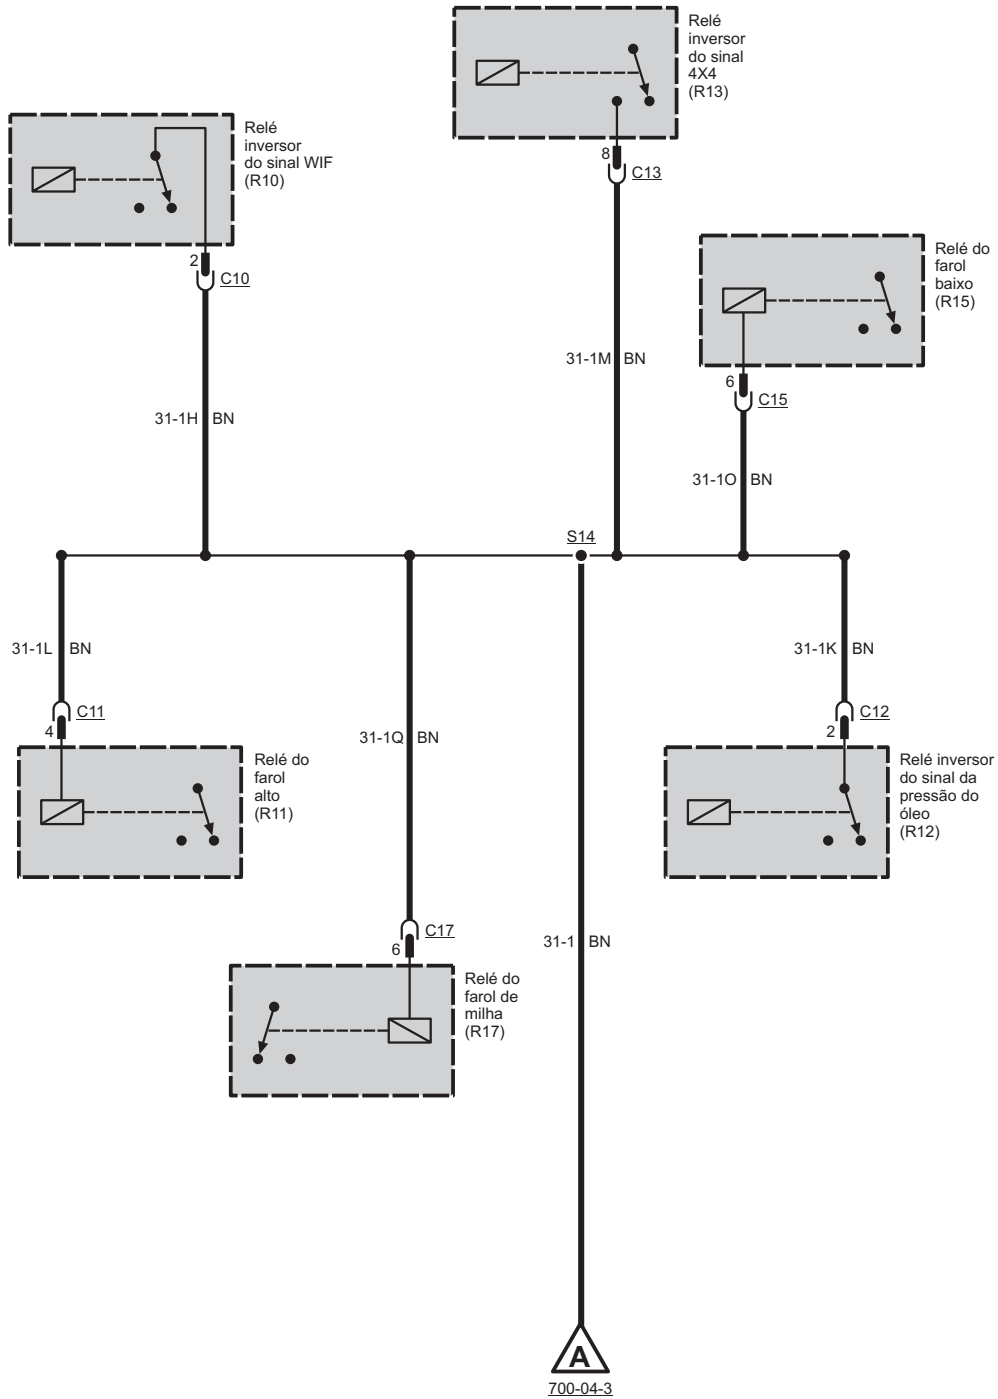 Relé
inversor
do sinal
4X4
(R13)
8
C13
Relé
inversor
do sinal WIF
(R10)
2
C10
Relé do
farol
baixo
(R15)
6
C15
31-1M
BN
31-1H
BN
31-1O
BN
S14
31-1L
BN
31-1K
BN
C11
4
C12
2
31-1Q
BN
Relé do
farol
alto
(R11)
Relé inversor
do sinal da
pressão do
óleo
(R12)
C17
6
31-1
BN
Relé do
farol de
milha
(R17)
A
700-04-3